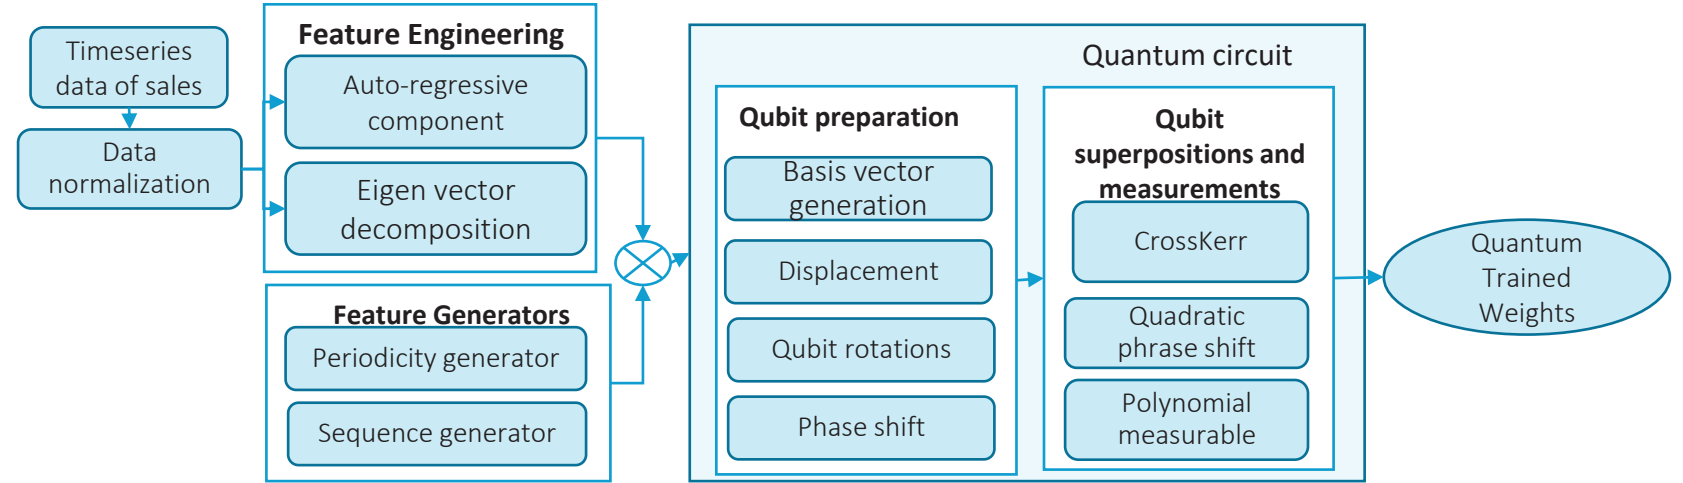 Timeseries
data of sales
Data
normalization
Feature Engineering
Auto-regressive
component
Eigen vector
decomposition
Feature Generators
Periodicity generator
Sequence generator
Quantum circuit
Qubit preparation
Basis vector
generation
Displacement
Qubit rotations
Phase shift
Qubit
superpositions and
measurements
CrossKerr
Quadratic
phrase shift
Polynomial
measurable
Quantum
Trained
Weights